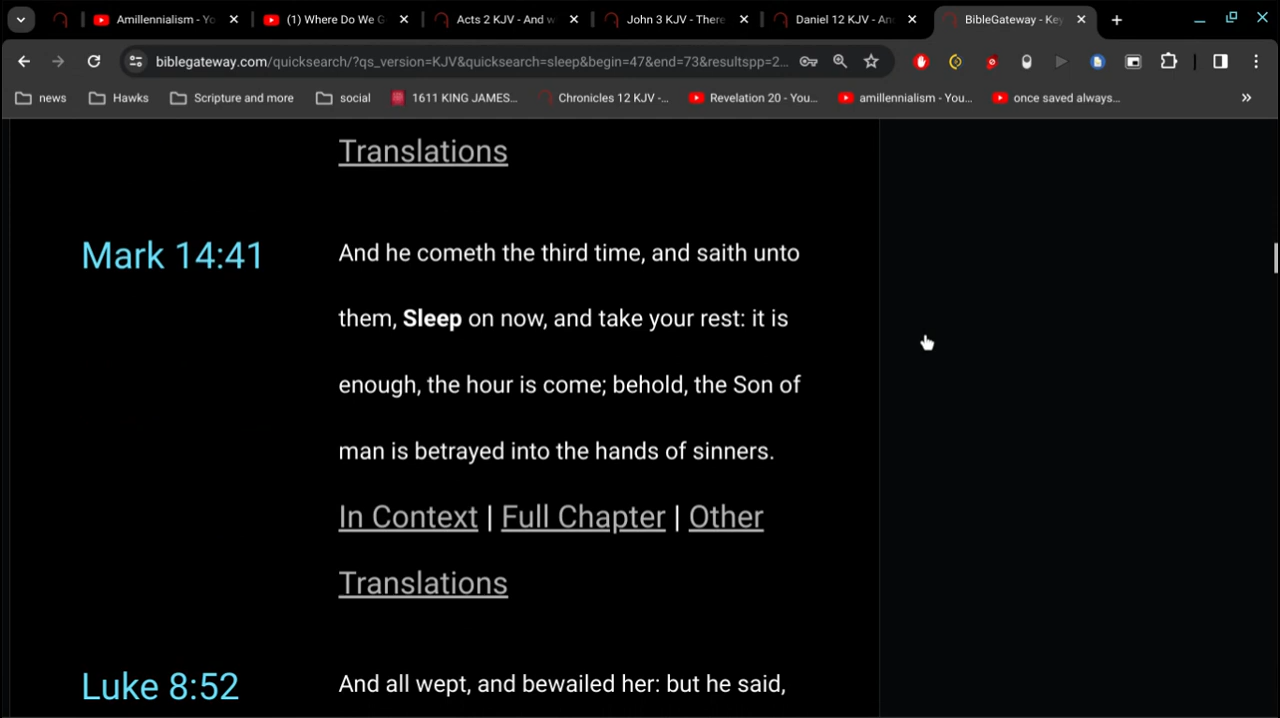 Amillennialism - Yo
(1) Where Do We G
Acts 2 KJV - And w
John 3 KJV - There
Daniel 12 KJV - And
BibleGateway - Key
biblegateway.com/quicksearch/?qs_version=KJV&quicksearch=sleep&begin=47&end=73&resultspp=2...
news
Hawks
Scripture and more
social
1611 KING JAMES...
Chronicles 12 KJV -...
Revelation 20 - You...
amillennialism - You...
once saved always...
Translations
Mark 14:41
And he cometh the third time, and saith unto
them, Sleep on now, and take your rest: it is
enough, the hour is come; behold, the Son of
man is betrayed into the hands of sinners.
In Context | Full Chapter | Other
Translations
Luke 8:52
And all wept, and bewailed her: but he said,